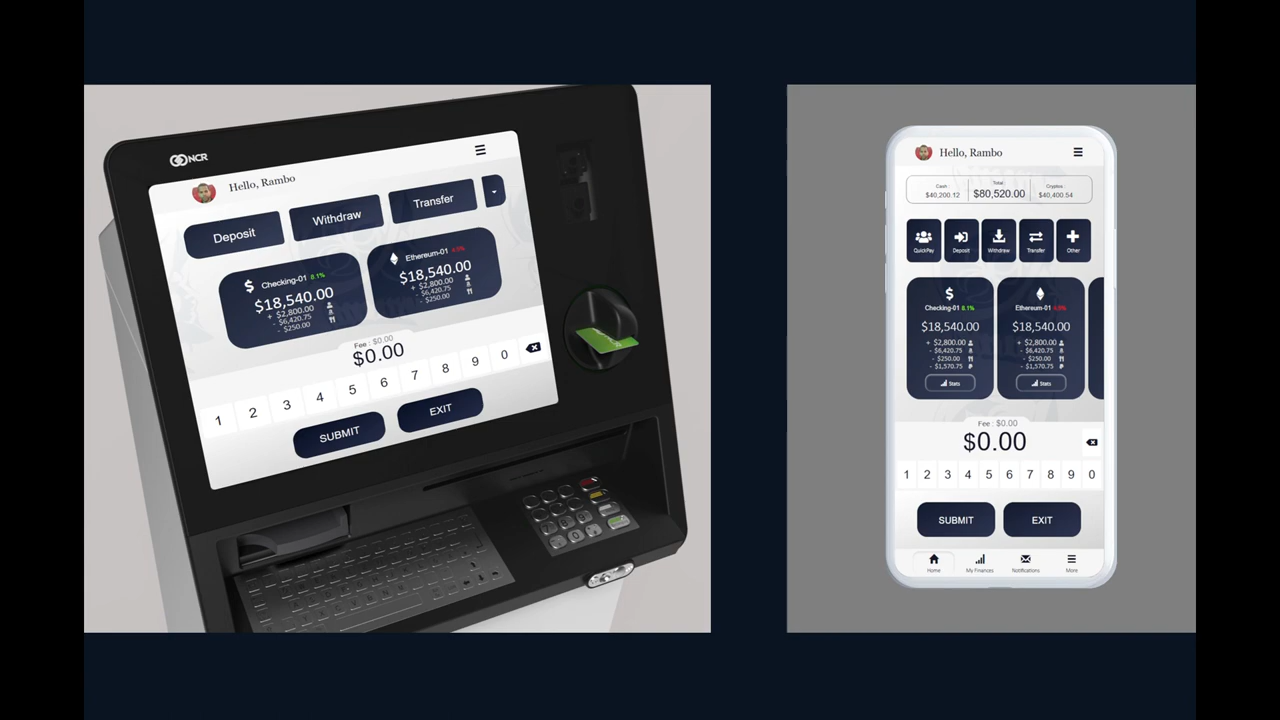 NCR
Hello, Rambo
Deposit
Withdraw
Transfer
$ Checking-01 8.1%
$18,540.00
+ $2,800.00
- $6,420.75
- $250.00
Ethereum-01
$18,540.00
+ $2,800.00
- $6,420.75
- $250.00
Fee : $0.00
$0.00
1 2 3 4 5 6 7 8 9 0
SUBMIT
EXIT
Hello, Rambo
Cash :
$40,200.12
Total :
$80,520.00
Cryptos :
$40,400.54
QuickPay
Deposit
Withdraw
Transfer
Other
$
Checking-01 8.1%
$18,540.00
+ $2,800.00
- $6,420.75
- $250.00
- $1,570.75
Stats
Ethereum-01
$18,540.00
+ $2,800.00
- $6,420.75
- $250.00
- $1,570.75
Stats
Fee : $0.00
$0.00
1 2 3 4 5 6 7 8 9 0
SUBMIT
EXIT
Home
My Finances
Notifications
More